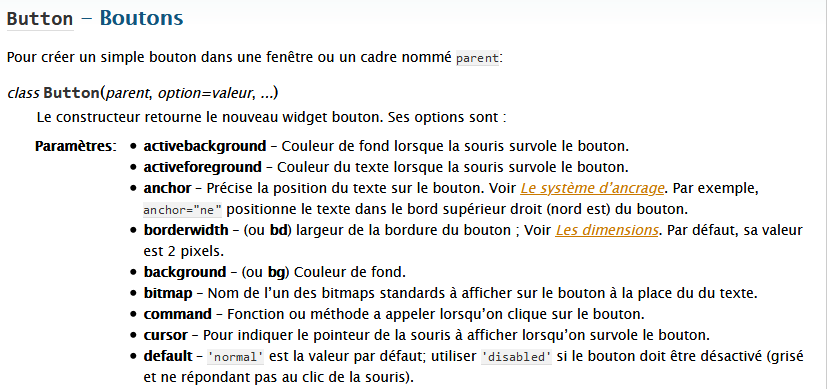 Button – Boutons
Pour créer un simple bouton dans une fenêtre ou un cadre nommé parent:
class Button(parent, option=valeur, ...)
Le constructeur retourne le nouveau widget bouton. Ses options sont :
Paramètres: • activebackground – Couleur de fond lorsque la souris survole le bouton.
• activeforeground – Couleur du texte lorsque la souris survole le bouton.
• anchor – Précise la position du texte sur le bouton. Voir Le système d’ancrage. Par exemple,
anchor="ne" positionne le texte dans le bord supérieur droit (nord est) du bouton.
• borderwidth – (ou bd) largeur de la bordure du bouton ; Voir Les dimensions. Par défaut, sa valeur
est 2 pixels.
• background – (ou bg) Couleur de fond.
• bitmap – Nom de l’un des bitmaps standards à afficher sur le bouton à la place du du texte.
• command – Fonction ou méthode a appeler lorsqu’on clique sur le bouton.
• cursor – Pour indiquer le pointeur de la souris à afficher lorsqu’on survole le bouton.
• default – 'normal' est la valeur par défaut; utiliser 'disabled' si le bouton doit être désactivé (grisé
et ne répondant pas au clic de la souris).